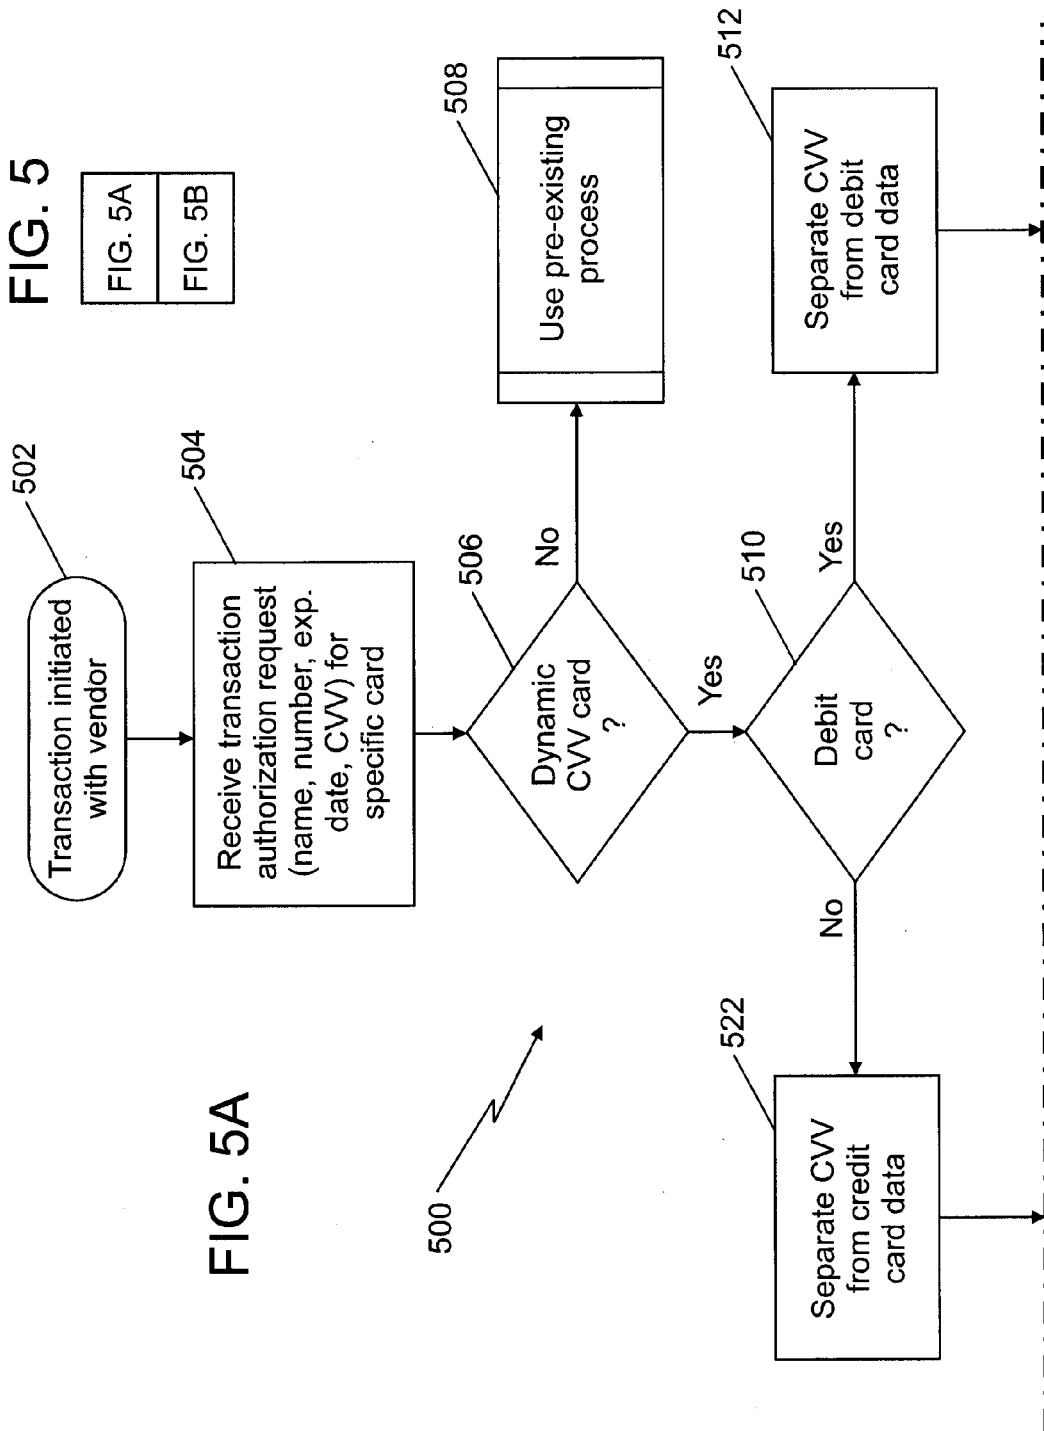 FIG. 5
FIG. 5A
FIG. 5B
FIG. 5A
500
502
Transaction initiated
with vendor
504
Receive transaction
authorization request
(name, number, exp.
date, CVV) for
specific card
506
Dynamic
CVV card
?
No
508
Use pre-existing
process
Yes
510
Debit
card
?
Yes
512
Separate CVV
from debit
card data
No
522
Separate CVV
from credit
card data